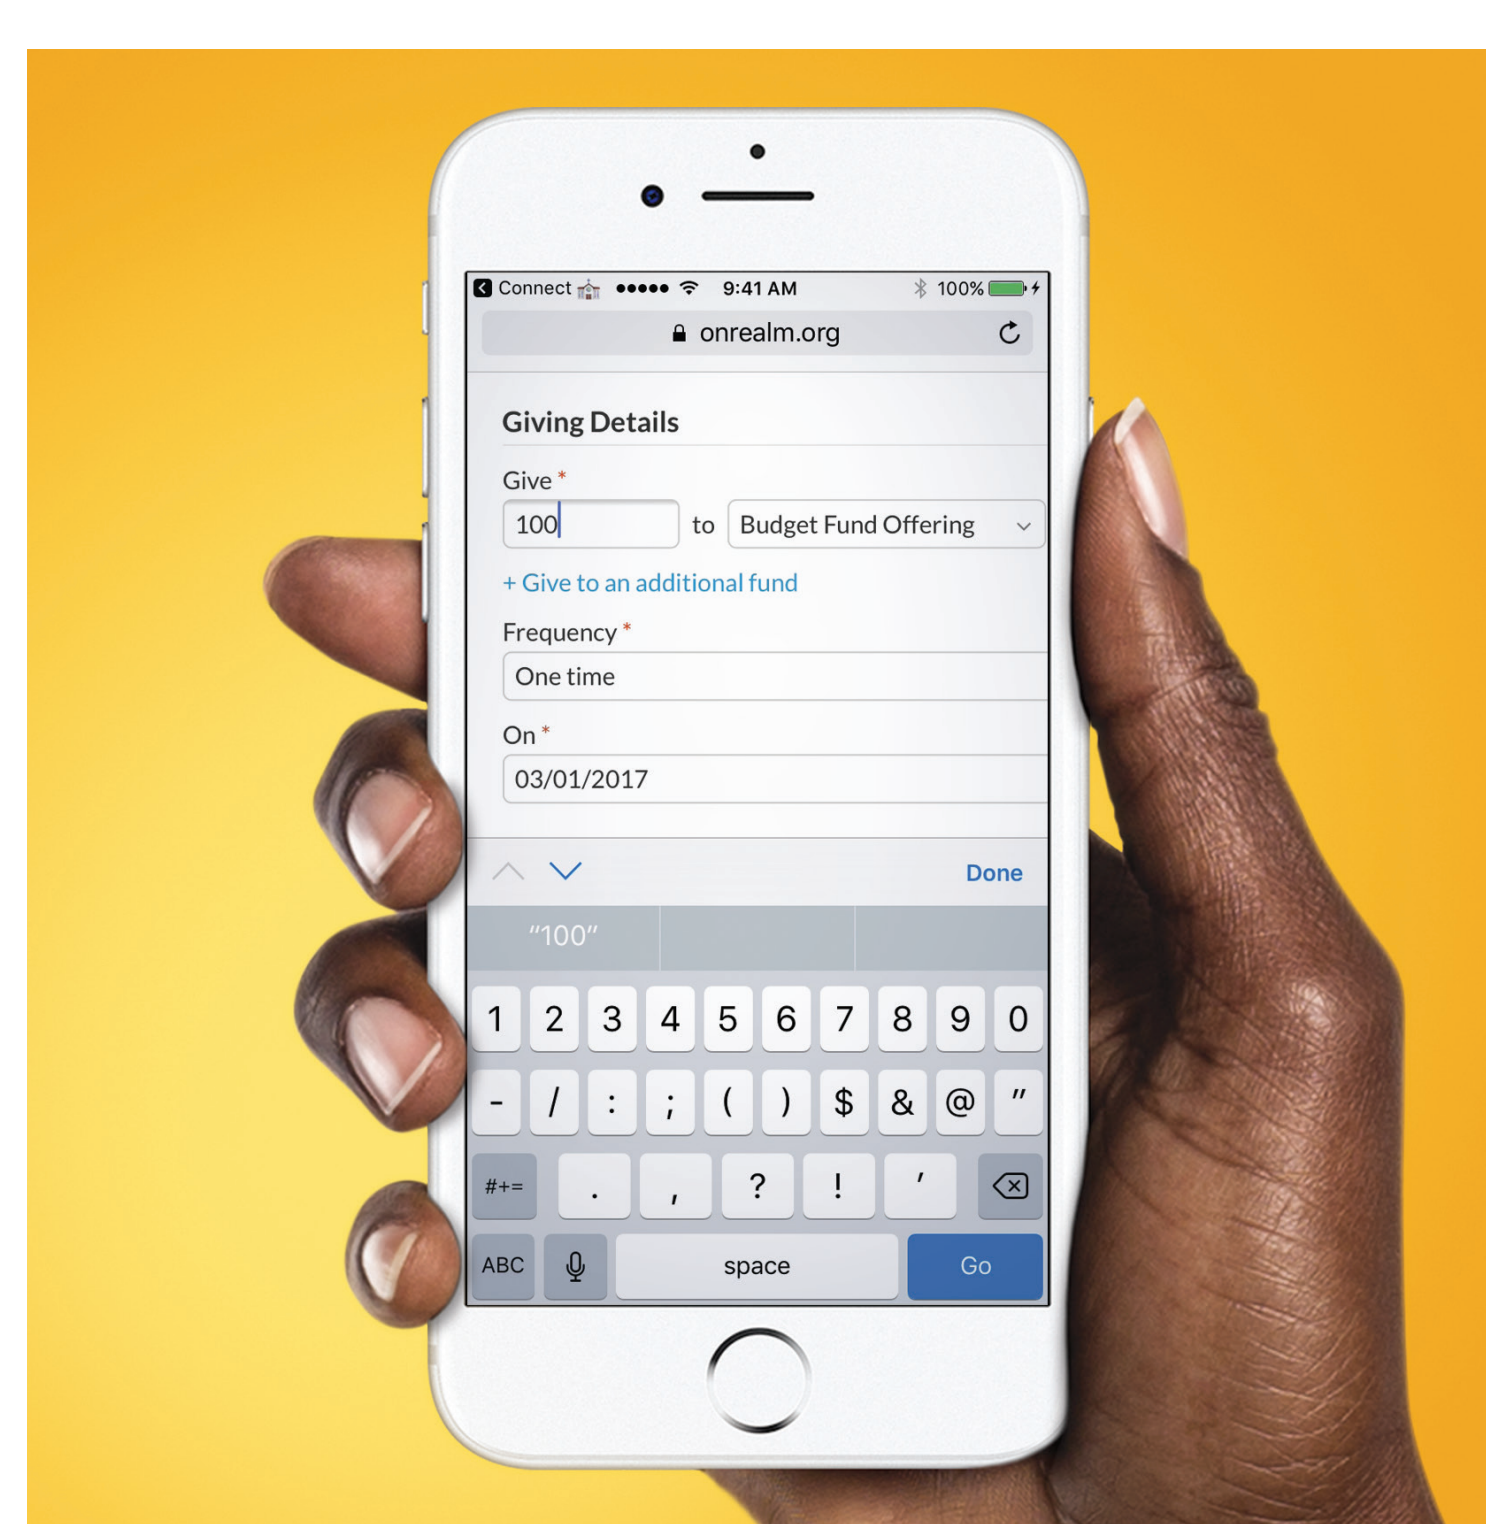 Connect 9:41 AM 100%
onrealm.org
Giving Details
Give *
100 to Budget Fund Offering
+ Give to an additional fund
Frequency *
One time
On *
03/01/2017
Done
“100”
1 2 3 4 5 6 7 8 9 0
- / : ; ( ) $ & @ "
#+= . , ? ! '
ABC space Go